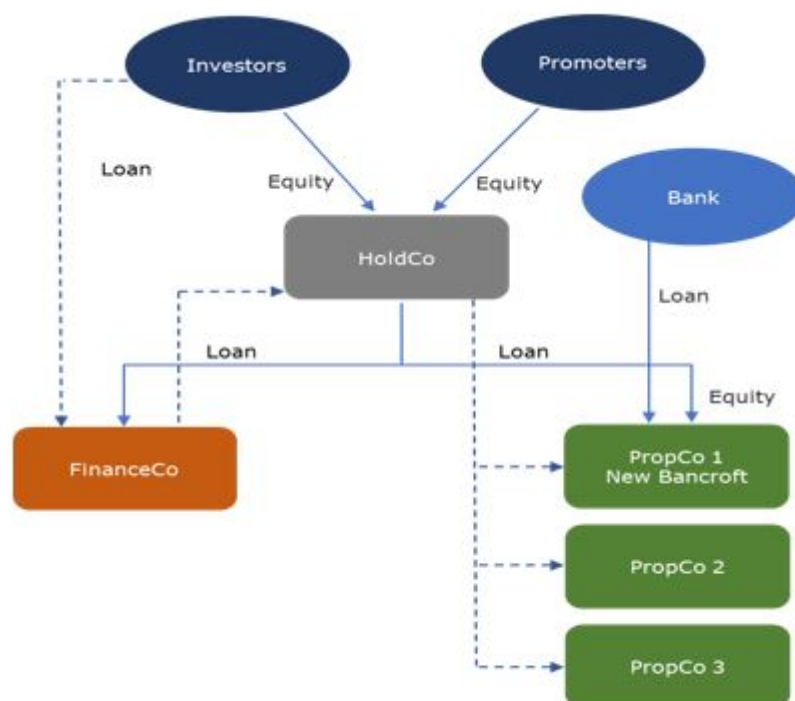 Investors
Promoters
Loan
Equity
Equity
Bank
HoldCo
Loan
Loan
Loan
Equity
FinanceCo
PropCo 1
New Bancroft
PropCo 2
PropCo 3